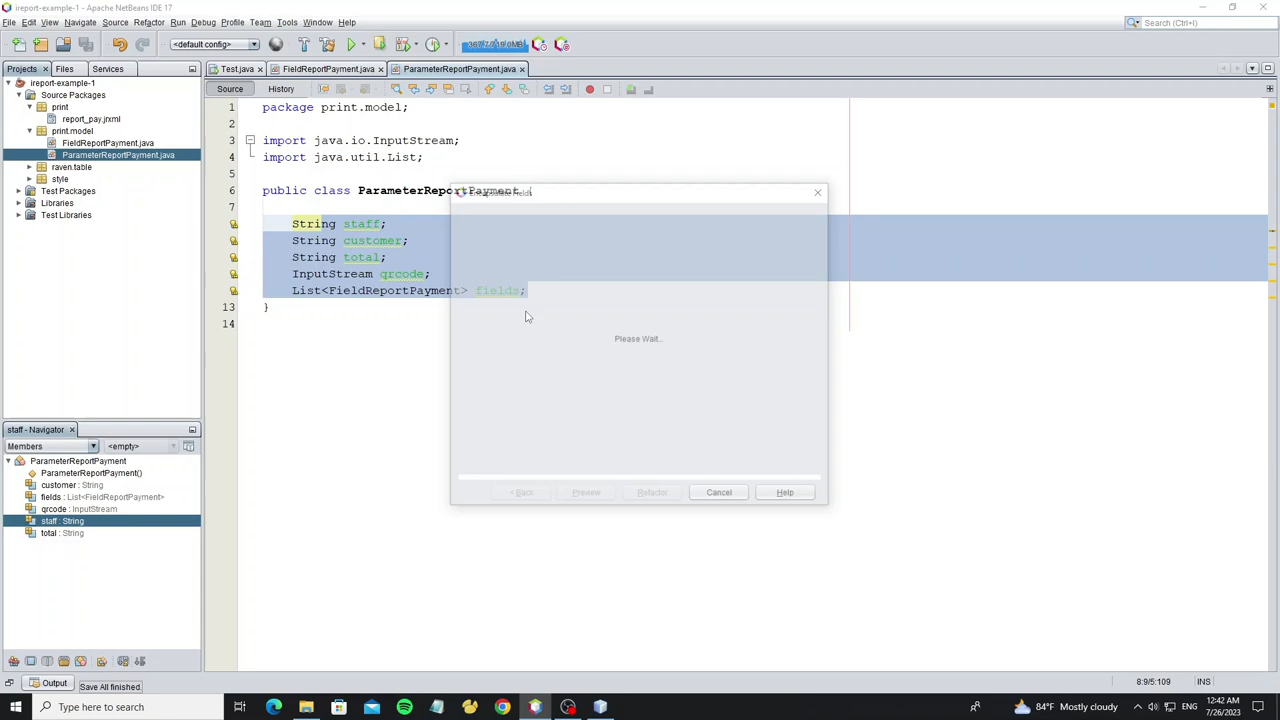 ireport-example-1 - Apache NetBeans IDE 17
File Edit View Navigate Source Refactor Run Debug Profile Team Tools Window Help
Search (Ctrl+I)
<default config>
Projects Files Services
Test.java FieldReportPayment.java ParameterReportPayment.java
Source History
ireport-example-1
Source Packages
print
report_pay.jrxml
print.model
FieldReportPayment.java
ParameterReportPayment.java
raven.table
style
Test Packages
Libraries
Test Libraries
1 package print.model;
2
3 import java.io.InputStream;
4 import java.util.List;
5
6 public class ParameterReportPayment {
7
String staff;
String customer;
String total;
InputStream qrcode;
List<FieldReportPayment> fields;
13 }
14
Encapsulate Fields
Please Wait...
< Back Preview Refactor Cancel Help
staff - Navigator
Members <empty>
ParameterReportPayment
ParameterReportPayment()
customer : String
fields : List<FieldReportPayment>
qrcode : InputStream
staff : String
total : String
Output Save All finished.
8:9/5:109 INS
Type here to search
84°F Mostly cloudy
ENG
12:42 AM
7/26/2023